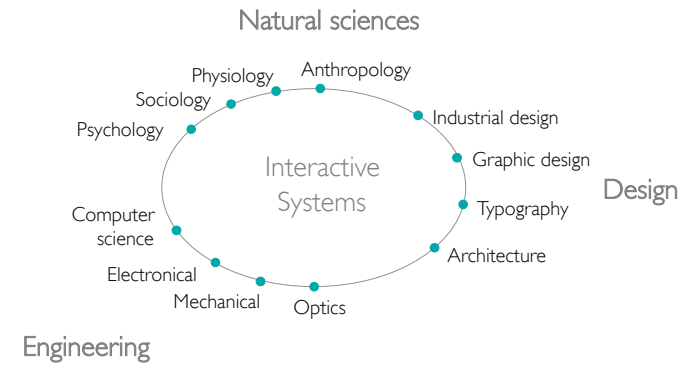 Natural sciences
Physiology
Anthropology
Sociology
Psychology
Industrial design
Graphic design
Interactive
Systems
Design
Typography
Computer
science
Architecture
Electronical
Mechanical
Optics
Engineering